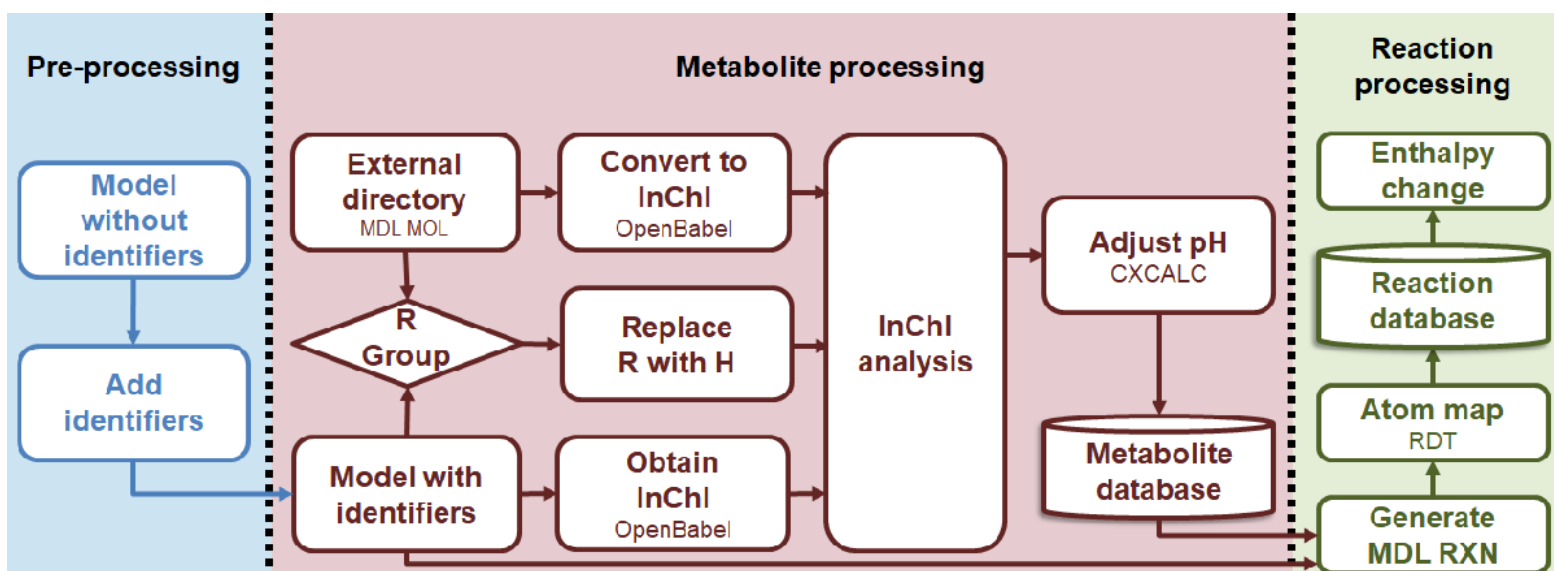 Pre-processing
Model
without
identifiers
Add
identifiers
Metabolite processing
External
directory
MDL MOL
Convert to
InChI
OpenBabel
R
Group
Replace
R with H
Model with
identifiers
Obtain
InChI
OpenBabel
InChI
analysis
Adjust pH
CXCALC
Metabolite
database
Reaction
processing
Enthalpy
change
Reaction
database
Atom map
RDT
Generate
MDL RXN